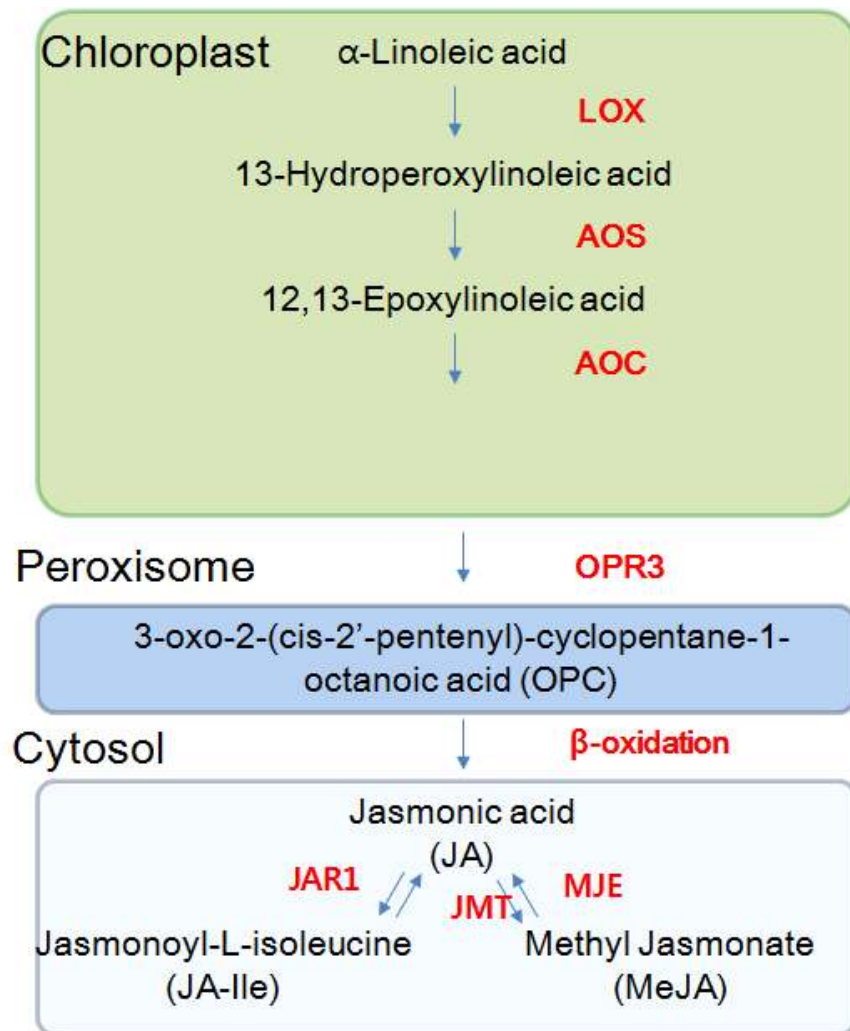 Chloroplast
α-Linoleic acid
LOX
13-Hydroperoxylinoleic acid
AOS
12,13-Epoxylinoleic acid
AOC
Peroxisome
OPR3
3-oxo-2-(cis-2’-pentenyl)-cyclopentane-1-
octanoic acid (OPC)
Cytosol
β-oxidation
Jasmonic acid
(JA)
JAR1
JMT
MJE
Jasmonoyl-L-isoleucine
(JA-Ile)
Methyl Jasmonate
(MeJA)